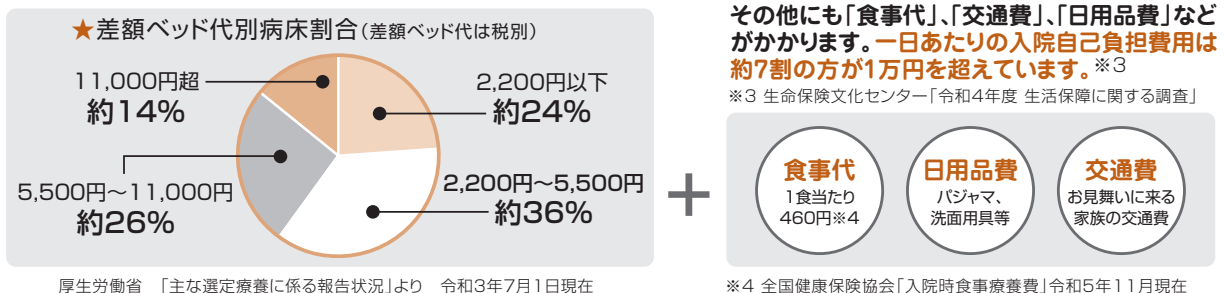 ★差額ベッド代別病床割合(差額ベッド代は税別)
11,000円超
約14%
2,200円以下
約24%
5,500円～11,000円
約26%
2,200円～5,500円
約36%
厚生労働省 「主な選定療養に係る報告状況」より 令和3年7月1日現在
+
その他にも「食事代」、「交通費」、「日用品費」など
がかかります。一日あたりの入院自己負担費用は
約7割の方が1万円を超えています。※3
※3 生命保険文化センター「令和4年度 生活保障に関する調査」
食事代
1食当たり
460円※4
日用品費
パジャマ、
洗面用具等
交通費
お見舞いに来る
家族の交通費
※4 全国健康保険協会「入院時食事療養費」令和5年11月現在